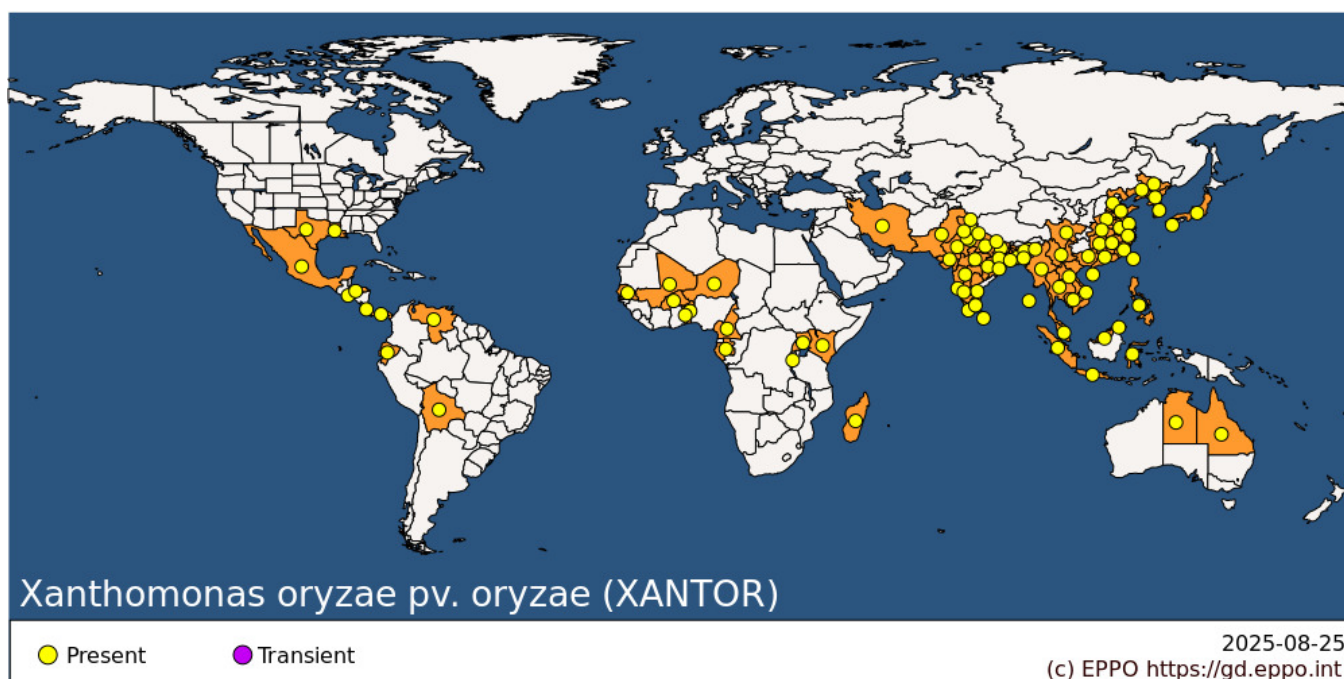 Xanthomonas oryzae pv. oryzae (XANTOR)
Present
Transient
2025-08-25
(c) EPPO https://gd.eppo.int